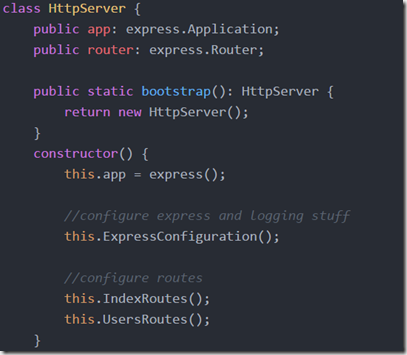 class HttpServer {
    public app: express.Application;
    public router: express.Router;

    public static bootstrap(): HttpServer {
        return new HttpServer();
    }
    constructor() {
        this.app = express();

        //configure express and logging stuff
        this.ExpressConfiguration();

        //configure routes
        this.IndexRoutes();
        this.UsersRoutes();
    }